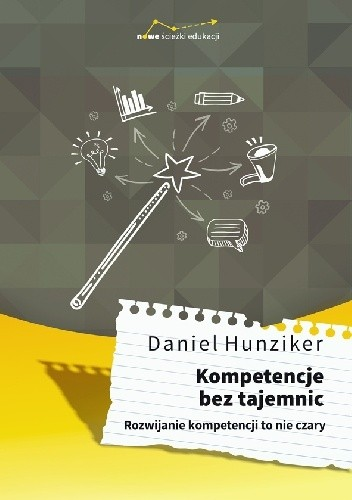 nowe ścieżki edukacji
Daniel Hunziker
Kompetencje
bez tajemnic
Rozwijanie kompetencji to nie czary